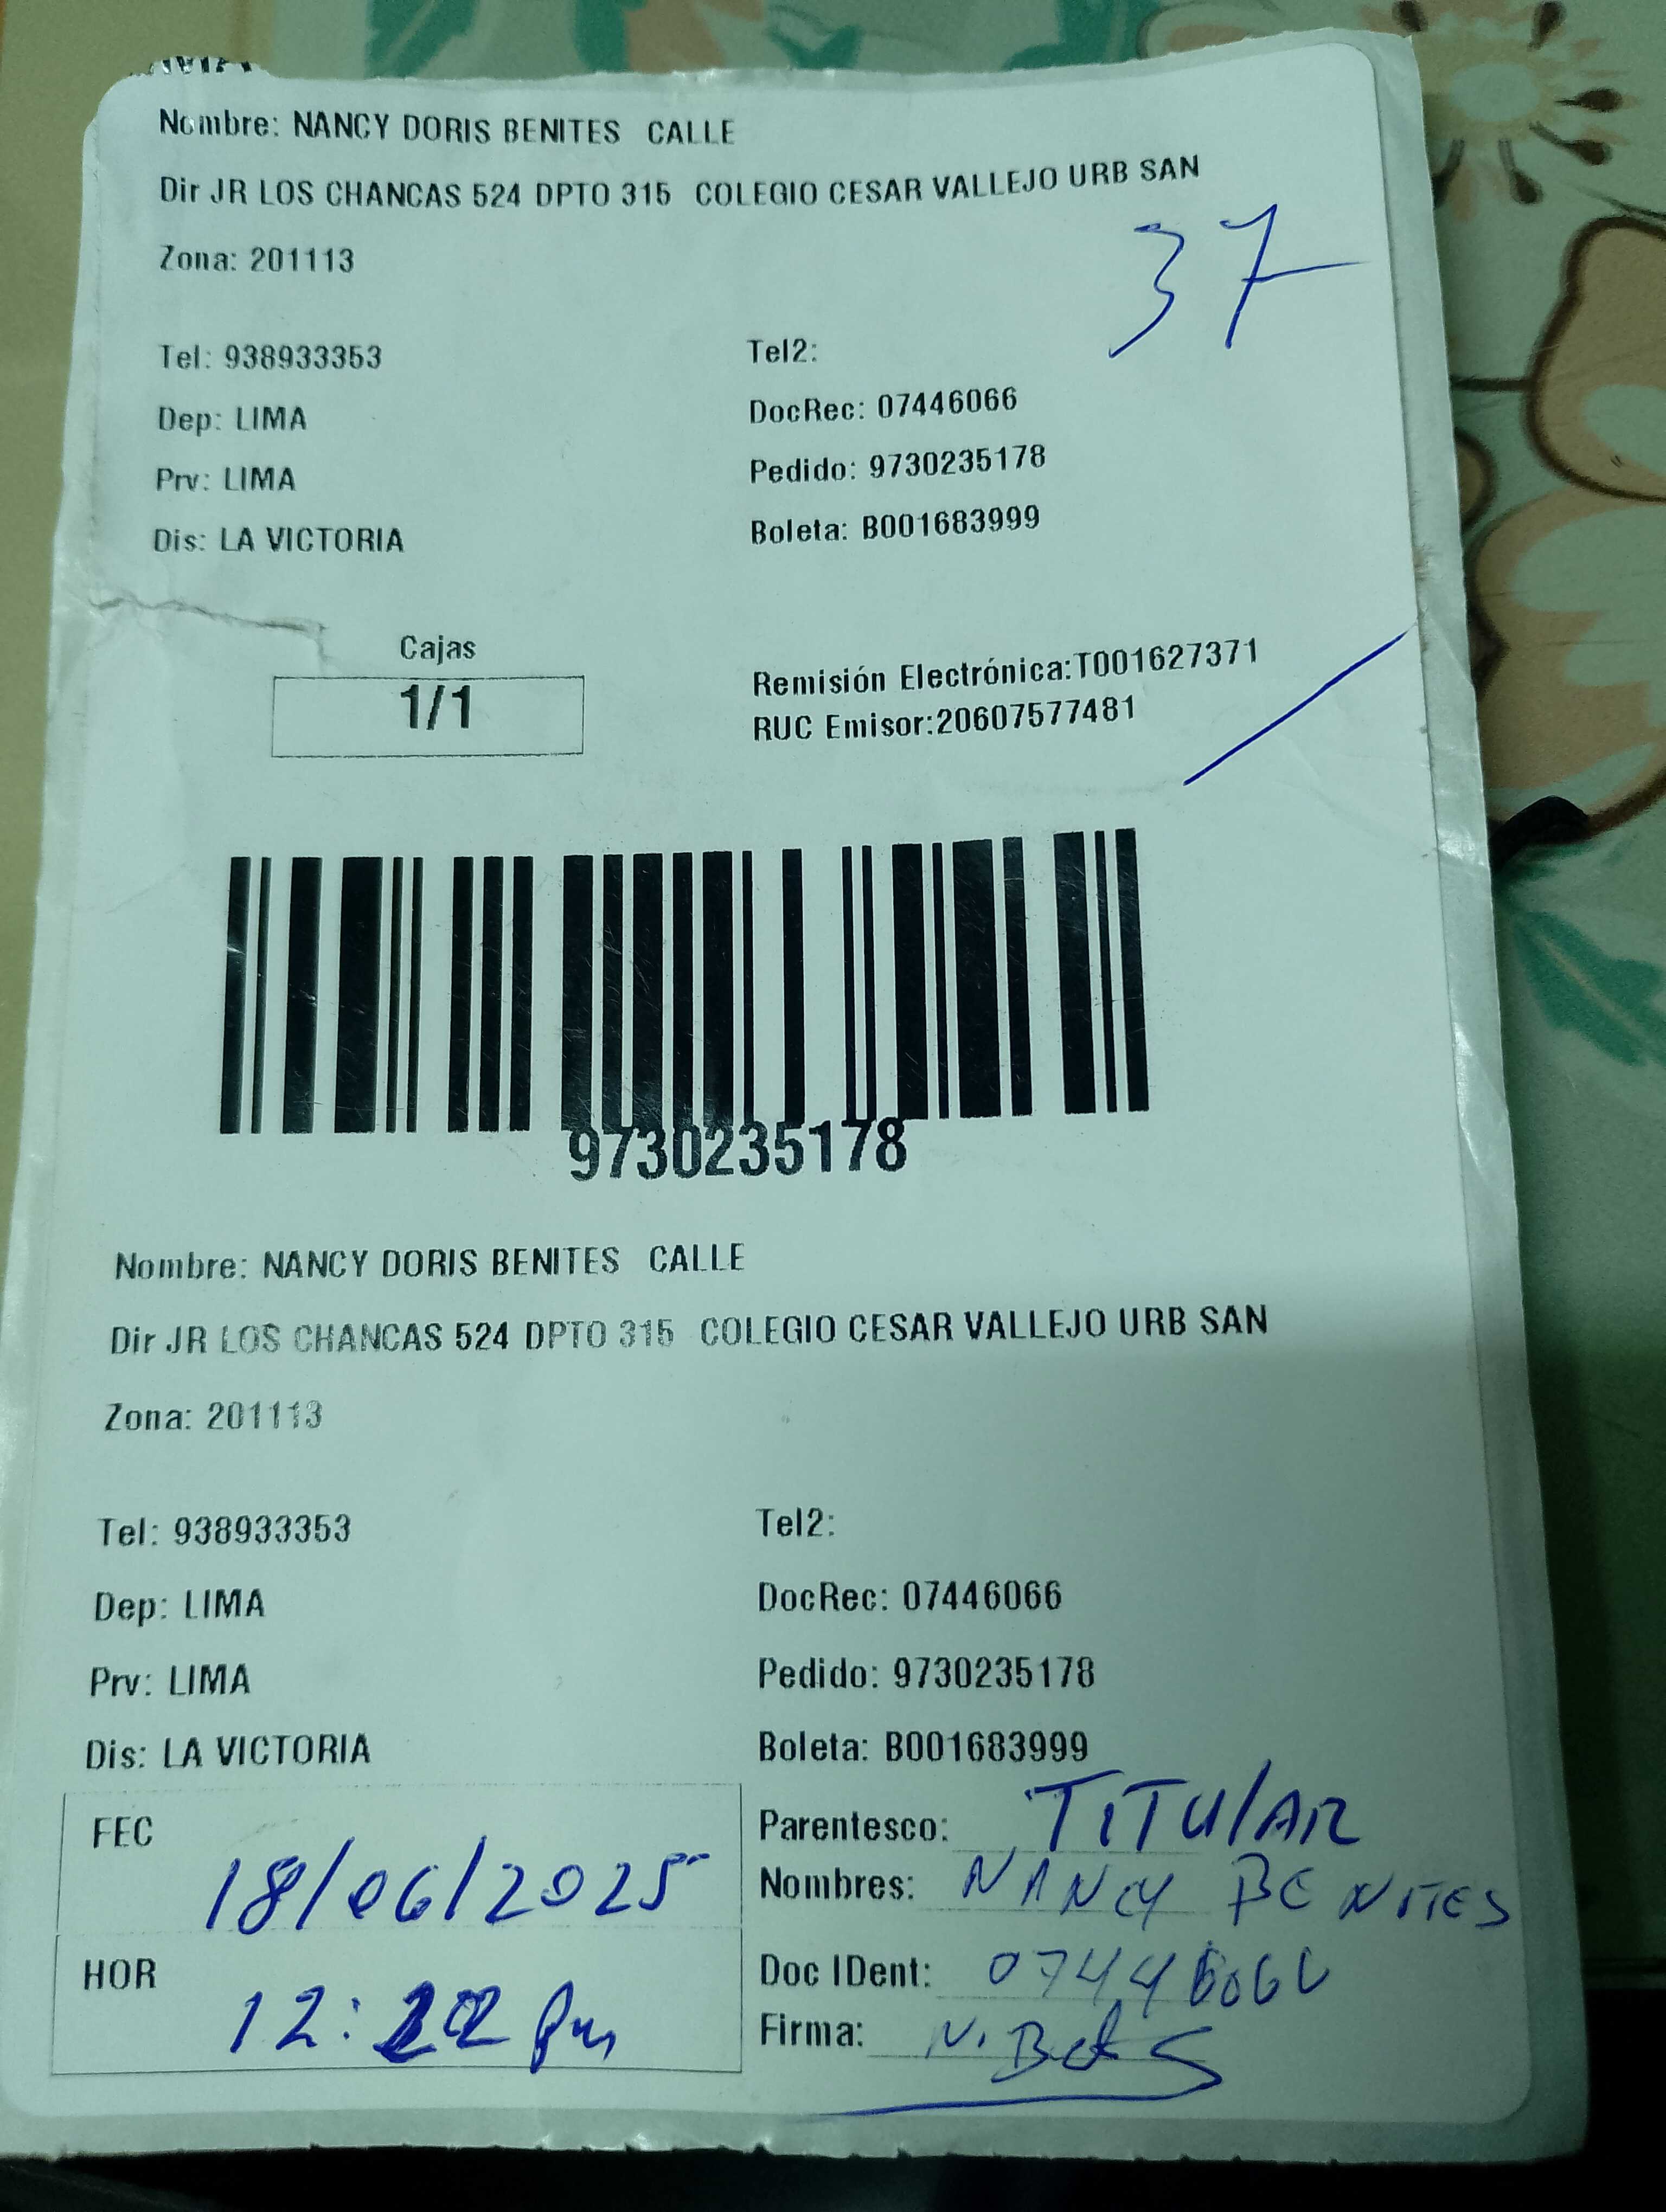 Nombre: NANCY DORIS BENITES CALLE
Dir JR LOS CHANCAS 524 DPTO 315 COLEGIO CESAR VALLEJO URB SAN
Zona: 201113
37
Tel: 938933353 Tel2:
Dep: LIMA DocRec: 07446066
Prv: LIMA Pedido: 9730235178
Dis: LA VICTORIA Boleta: B001683999
Cajas
1/1
Remisión Electrónica:T001627371
RUC Emisor:20607577481
9730235178
Nombre: NANCY DORIS BENITES CALLE
Dir JR LOS CHANCAS 524 DPTO 315 COLEGIO CESAR VALLEJO URB SAN
Zona: 201113
Tel: 938933353 Tel2:
Dep: LIMA DocRec: 07446066
Prv: LIMA Pedido: 9730235178
Dis: LA VICTORIA Boleta: B001683999
FEC 18/06/2025
HOR 12: pm
Parentesco: TITULAR
Nombres: NANCY BENITES
Doc IDent: 07446066
Firma: N.